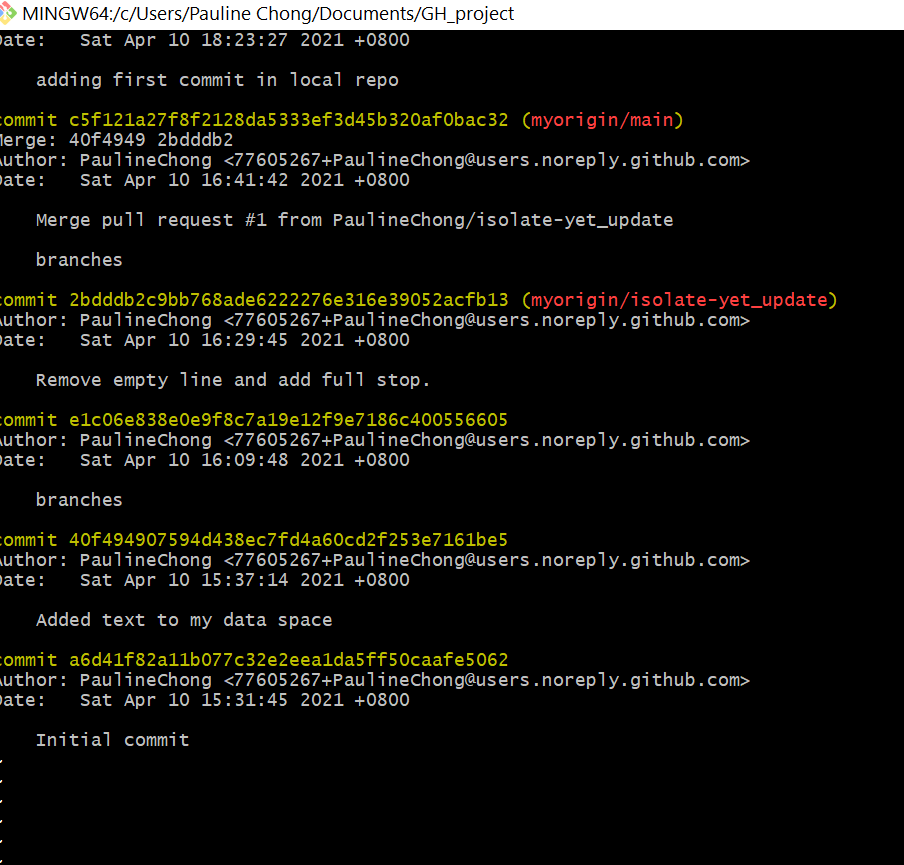 MINGW64:/c/Users/Pauline Chong/Documents/GH_project
Date:   Sat Apr 10 18:23:27 2021 +0800
adding first commit in local repo
commit c5f121a27f8f2128da5333ef3d45b320af0bac32 (myorigin/main)
Merge: 40f4949 2bdddb2
Author: PaulineChong <77605267+PaulineChong@users.noreply.github.com>
Date:   Sat Apr 10 16:41:42 2021 +0800
Merge pull request #1 from PaulineChong/isolate-yet_update
branches
commit 2bdddb2c9bb768ade6222276e316e39052acfb13 (myorigin/isolate-yet_update)
Author: PaulineChong <77605267+PaulineChong@users.noreply.github.com>
Date:   Sat Apr 10 16:29:45 2021 +0800
Remove empty line and add full stop.
commit e1c06e838e0e9f8c7a19e12f9e7186c400556605
Author: PaulineChong <77605267+PaulineChong@users.noreply.github.com>
Date:   Sat Apr 10 16:09:48 2021 +0800
branches
commit 40f494907594d438ec7fd4a60cd2f253e7161be5
Author: PaulineChong <77605267+PaulineChong@users.noreply.github.com>
Date:   Sat Apr 10 15:37:14 2021 +0800
Added text to my data space
commit a6d41f82a11b077c32e2eea1da5ff50caafe5062
Author: PaulineChong <77605267+PaulineChong@users.noreply.github.com>
Date:   Sat Apr 10 15:31:45 2021 +0800
Initial commit
~
~
~
~
~
~